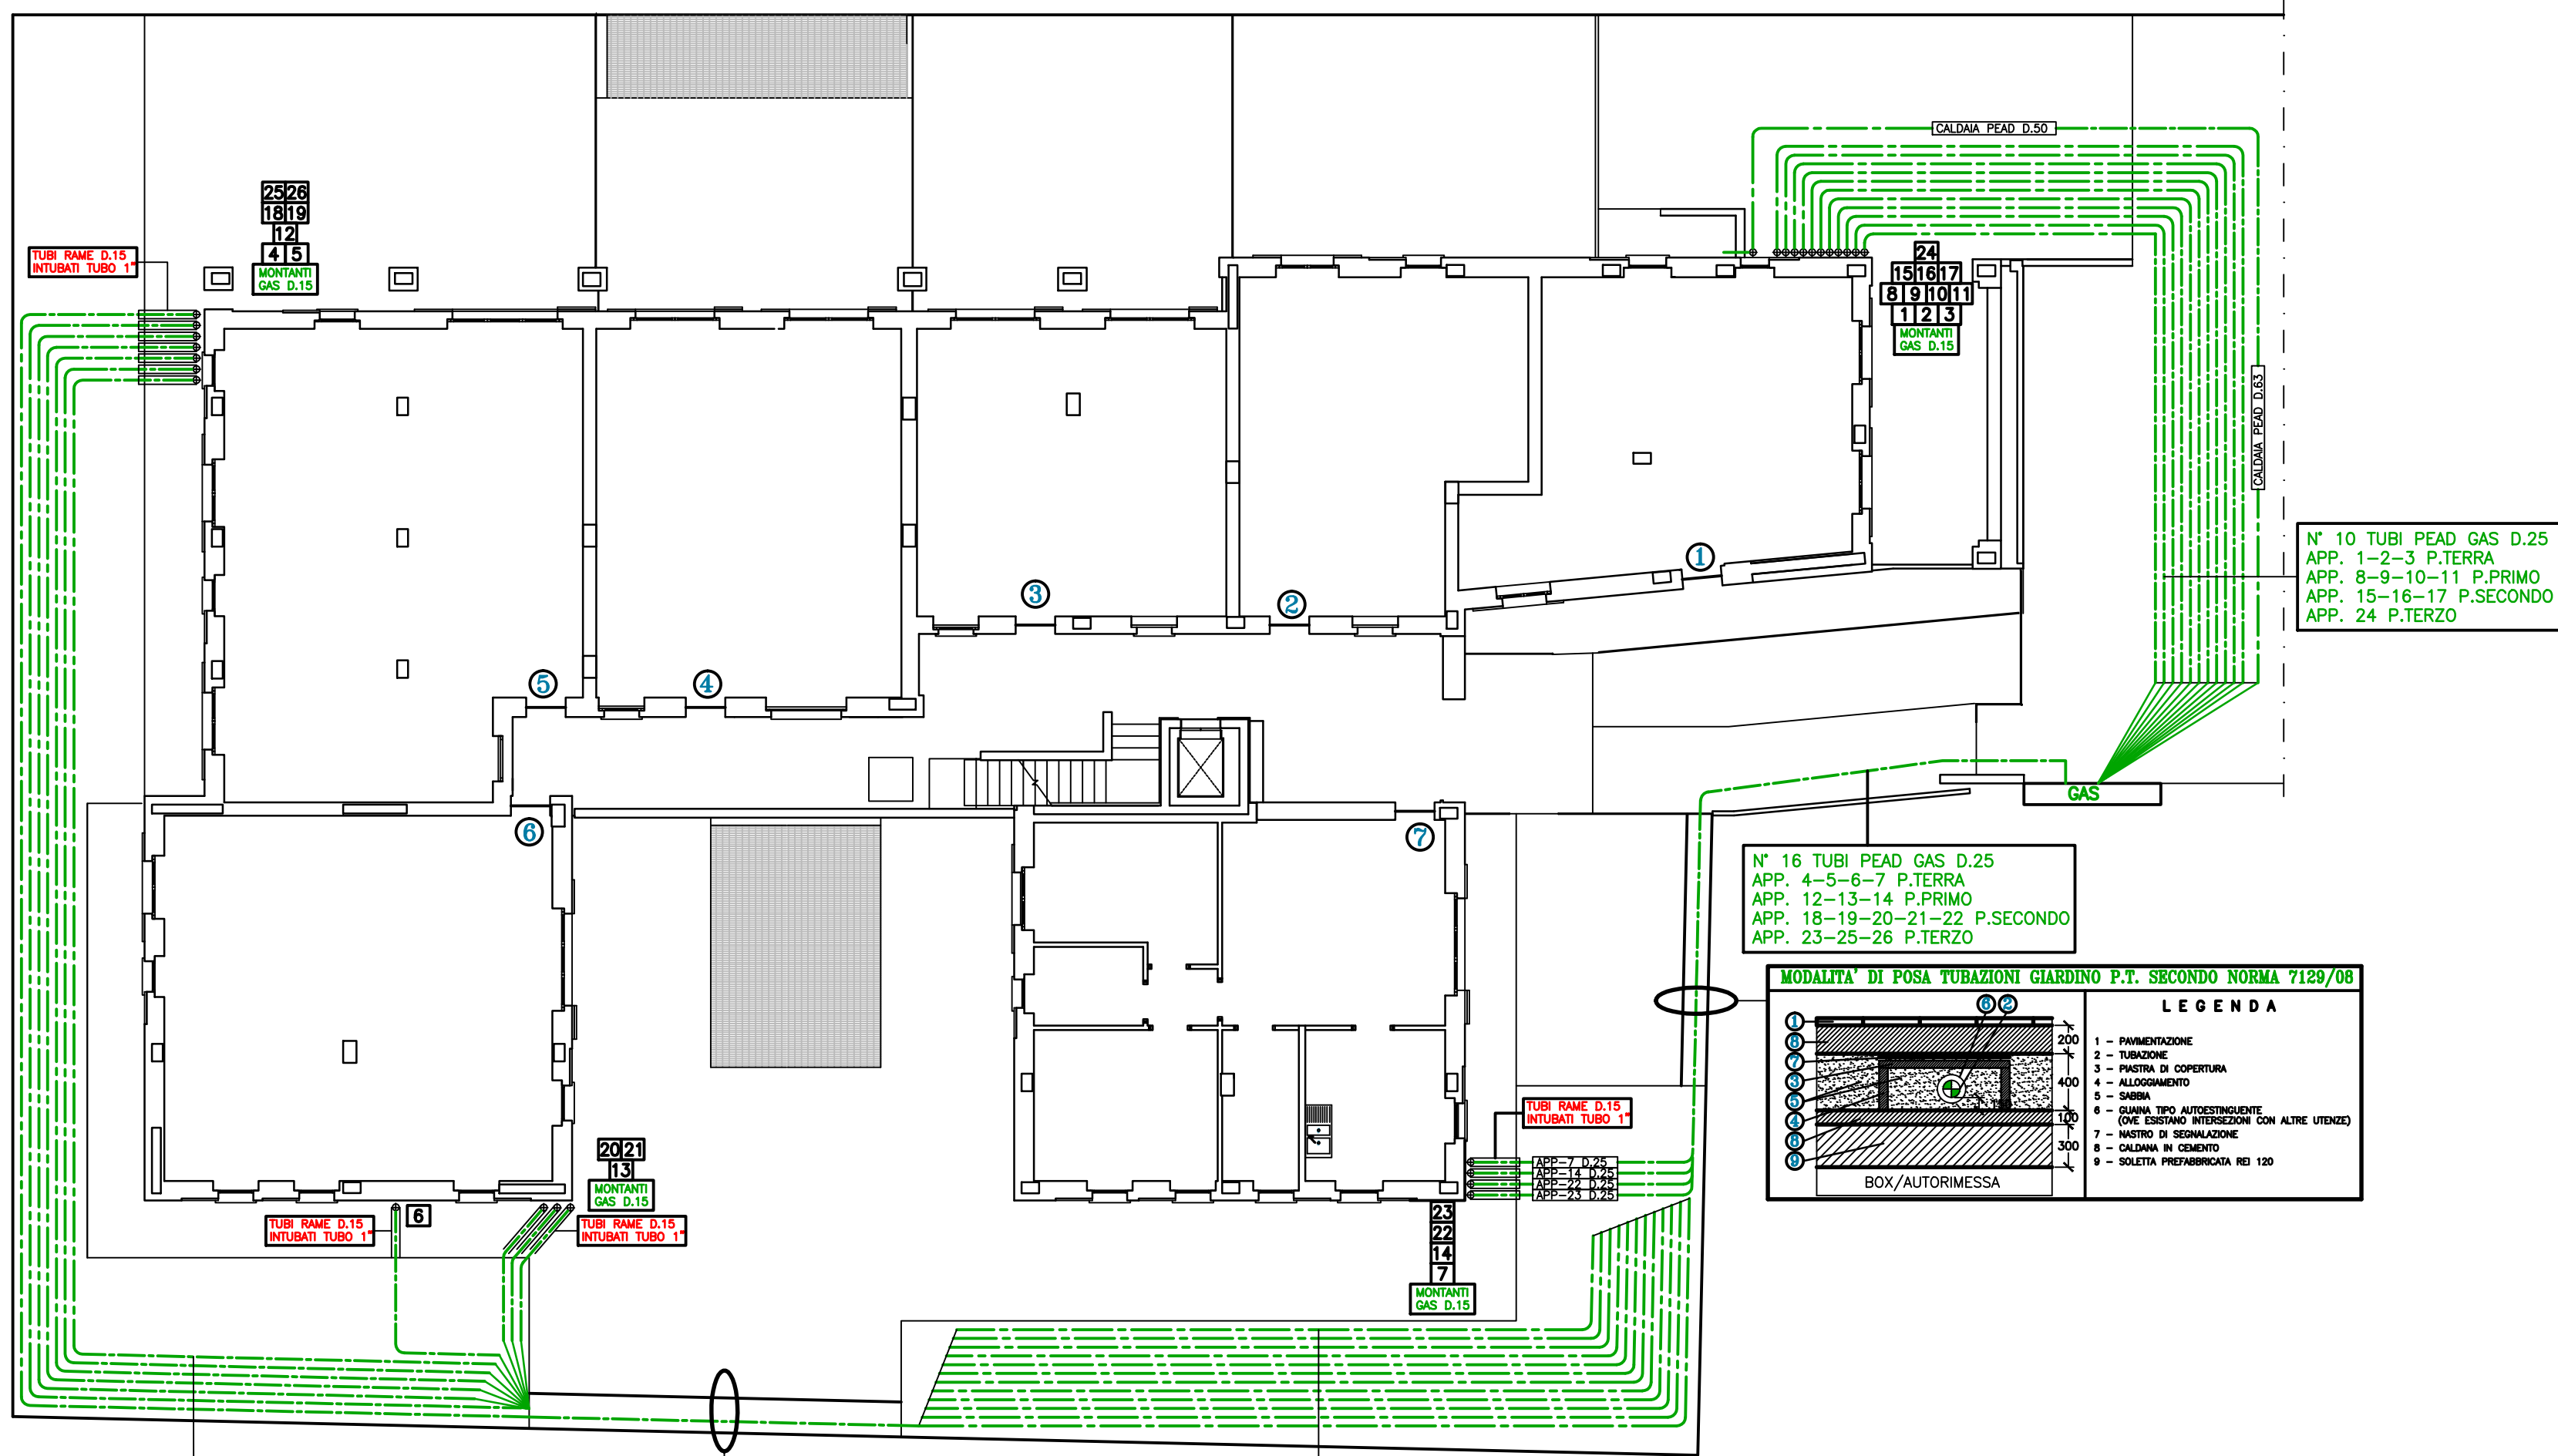 CALDAIA PEAD D.50
25 26
18 19
12
4 5
MONTANTI
GAS D.15
TUBI RAME D.15
INTUBATI TUBO 1"
24
15 16 17
8 9 10 11
1 2 3
MONTANTI
GAS D.15
CALDAIA PEAD D.63
N° 10 TUBI PEAD GAS D.25
APP. 1-2-3 P.TERRA
APP. 8-9-10-11 P.PRIMO
APP. 15-16-17 P.SECONDO
APP. 24 P.TERZO
1
3
2
5
4
GAS
6
7
N° 16 TUBI PEAD GAS D.25
APP. 4-5-6-7 P.TERRA
APP. 12-13-14 P.PRIMO
APP. 18-19-20-21-22 P.SECONDO
APP. 23-25-26 P.TERZO
MODALITA' DI POSA TUBAZIONI GIARDINO P.T. SECONDO NORMA 7129/08
6 2
1
8
7
3
5
4
8
9
200
400
100
300
BOX/AUTORIMESSA
LEGENDA
1 - PAVIMENTAZIONE
2 - TUBAZIONE
3 - PIASTRA DI COPERTURA
4 - ALLOGGIAMENTO
5 - SABBIA
6 - GUAINA TIPO AUTOESTINGUENTE
(OVE ESISTANO INTERSEZIONI CON ALTRE UTENZE)
7 - NASTRO DI SEGNALAZIONE
8 - CALDANA IN CEMENTO
9 - SOLETTA PREFABBRICATA REI 120
TUBI RAME D.15
INTUBATI TUBO 1"
APP-7 D.25
APP-14 D.25
APP-22 D.25
APP-23 D.25
20 21
13
MONTANTI
GAS D.15
6
TUBI RAME D.15
INTUBATI TUBO 1"
TUBI RAME D.15
INTUBATI TUBO 1"
23
22
14
7
MONTANTI
GAS D.15